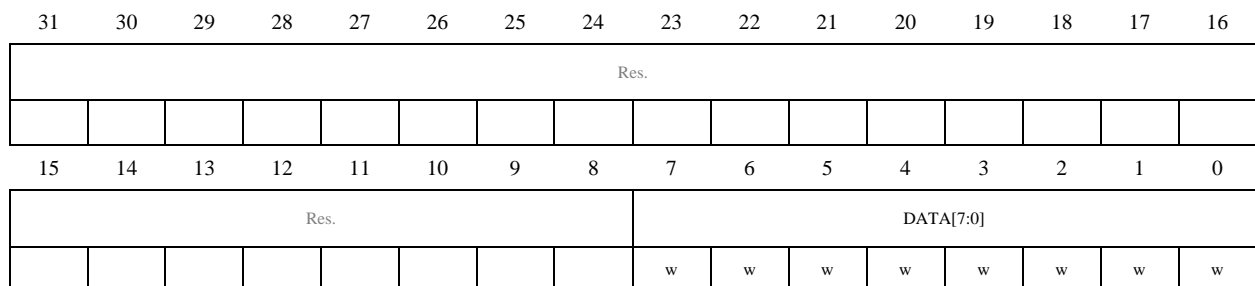 31 30 29 28 27 26 25 24 23 22 21 20 19 18 17 16
Res.
15 14 13 12 11 10 9 8 7 6 5 4 3 2 1 0
Res. DATA[7:0]
w w w w w w w w